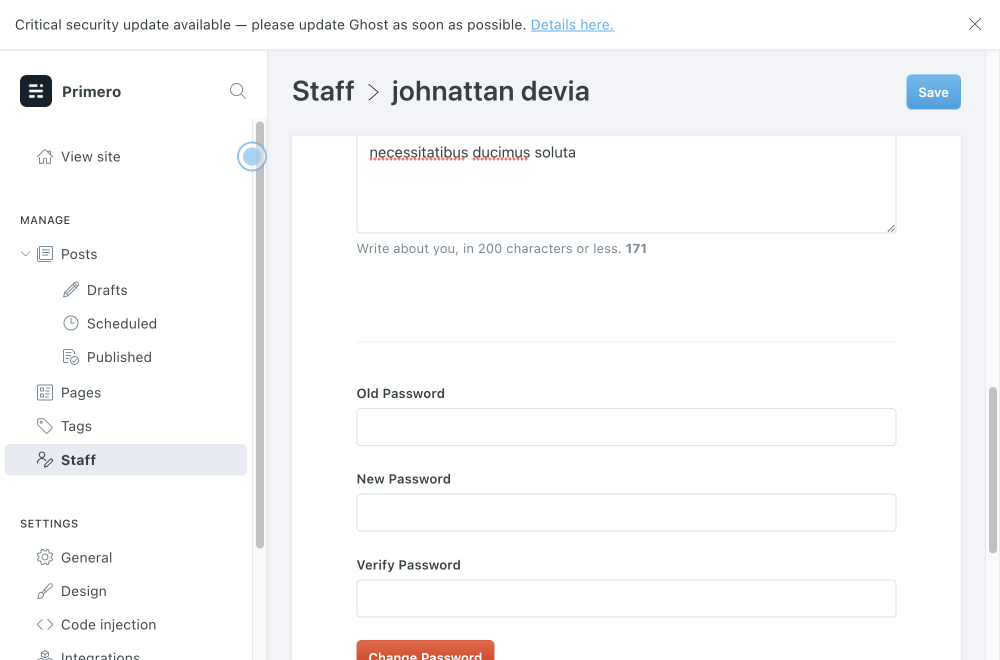 Critical security update available — please update Ghost as soon as possible. Details here.
Primero
View site
MANAGE
Posts
Drafts
Scheduled
Published
Pages
Tags
Staff
SETTINGS
General
Design
Code injection
Integrations
Staff > johnattan devia
Save
necessitatibus ducimus soluta
Write about you, in 200 characters or less. 171
Old Password
New Password
Verify Password
Change Password